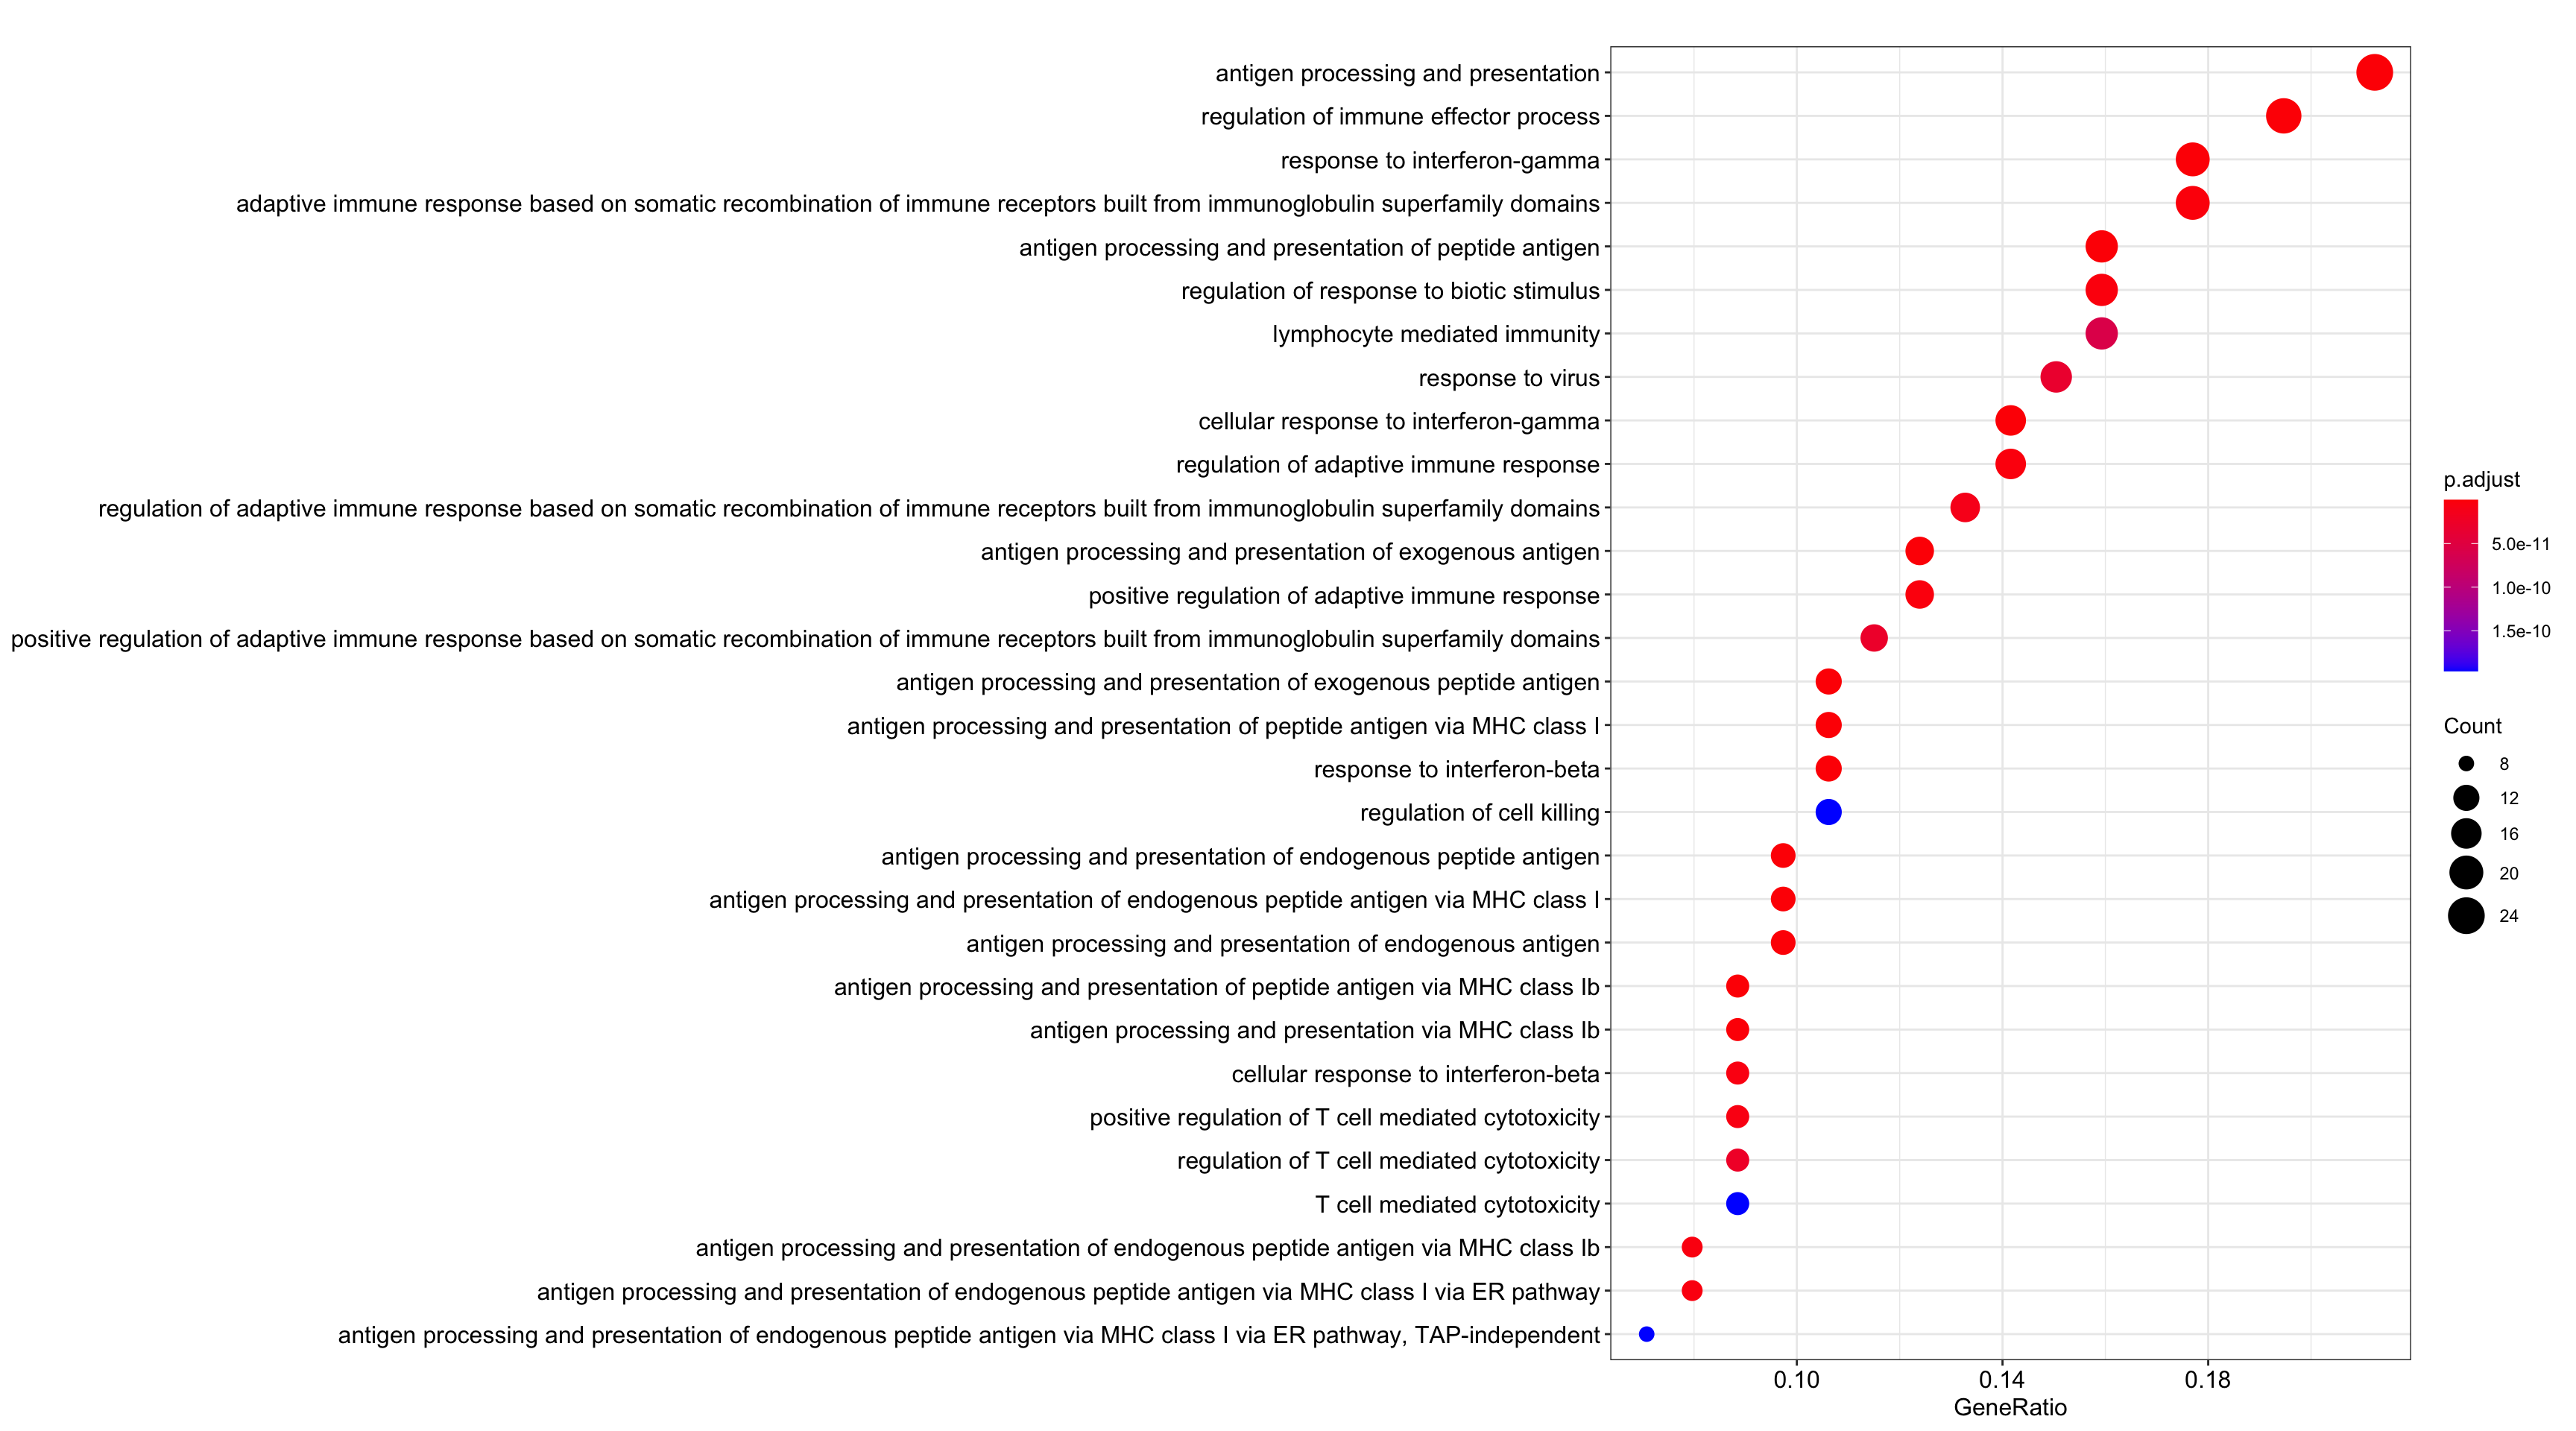 antigen processing and presentation
regulation of immune effector process
response to interferon-gamma
adaptive immune response based on somatic recombination of immune receptors built from immunoglobulin superfamily domains
antigen processing and presentation of peptide antigen
regulation of response to biotic stimulus
lymphocyte mediated immunity
response to virus
cellular response to interferon-gamma
regulation of adaptive immune response
regulation of adaptive immune response based on somatic recombination of immune receptors built from immunoglobulin superfamily domains
antigen processing and presentation of exogenous antigen
positive regulation of adaptive immune response
positive regulation of adaptive immune response based on somatic recombination of immune receptors built from immunoglobulin superfamily domains
antigen processing and presentation of exogenous peptide antigen
antigen processing and presentation of peptide antigen via MHC class I
response to interferon-beta
regulation of cell killing
antigen processing and presentation of endogenous peptide antigen
antigen processing and presentation of endogenous peptide antigen via MHC class I
antigen processing and presentation of endogenous antigen
antigen processing and presentation of peptide antigen via MHC class Ib
antigen processing and presentation via MHC class Ib
cellular response to interferon-beta
positive regulation of T cell mediated cytotoxicity
regulation of T cell mediated cytotoxicity
T cell mediated cytotoxicity
antigen processing and presentation of endogenous peptide antigen via MHC class Ib
antigen processing and presentation of endogenous peptide antigen via MHC class I via ER pathway
antigen processing and presentation of endogenous peptide antigen via MHC class I via ER pathway, TAP-independent
0.10 0.14 0.18
GeneRatio
p.adjust
5.0e-11
1.0e-10
1.5e-10
Count
8
12
16
20
24